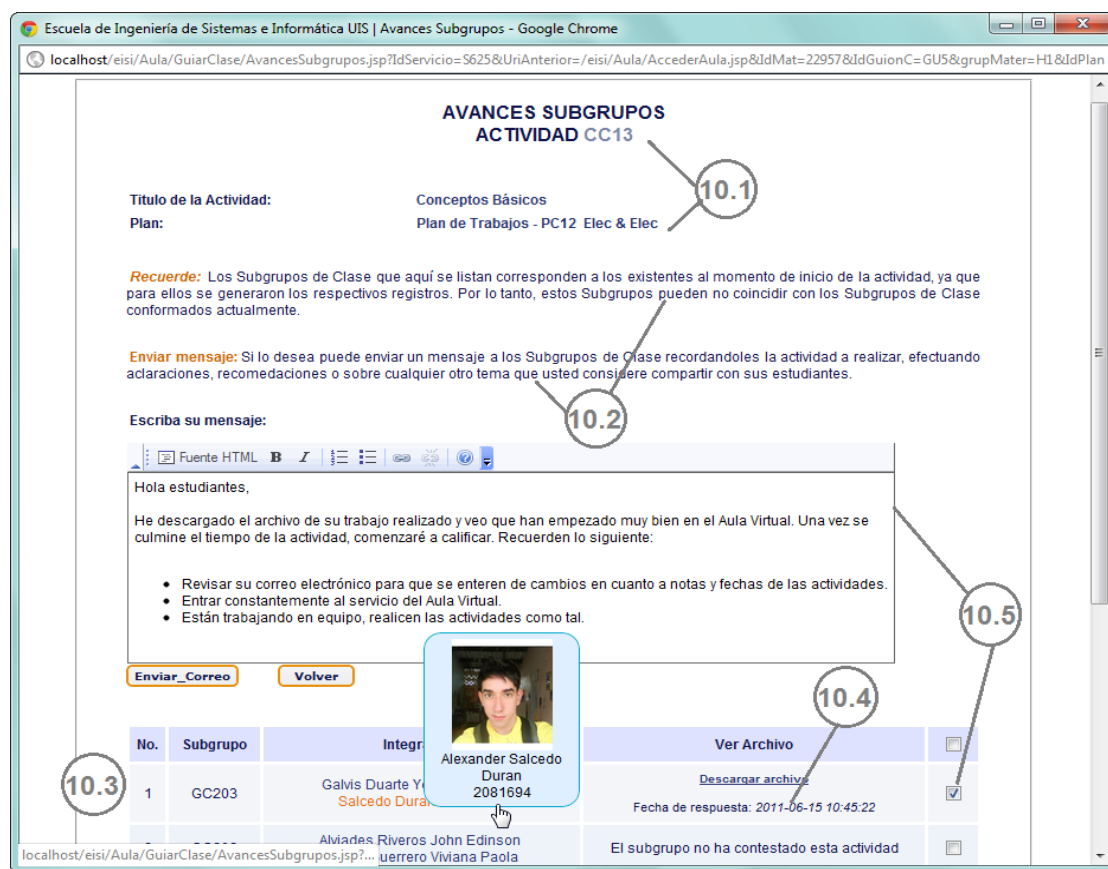 Escuela de Ingeniería de Sistemas e Informática UIS | Avances Subgrupos - Google Chrome
localhost/eisi/Aula/GuiarClase/AvancesSubgrupos.jsp?IdServicio=S625&UriAnterior=/eisi/Aula/AccederAula.jsp&IdMat=22957&IdGuionC=GU5&grupMater=H1&IdPlan
AVANCES SUBGRUPOS
ACTIVIDAD CC13
10.1
Titulo de la Actividad: Conceptos Básicos
Plan: Plan de Trabajos - PC12 Elec & Elec
Recuerde: Los Subgrupos de Clase que aquí se listan corresponden a los existentes al momento de inicio de la actividad, ya que
para ellos se generaron los respectivos registros. Por lo tanto, estos Subgrupos pueden no coincidir con los Subgrupos de Clase
conformados actualmente.
Enviar mensaje: Si lo desea puede enviar un mensaje a los Subgrupos de Clase recordandoles la actividad a realizar, efectuando
aclaraciones, recomedaciones o sobre cualquier otro tema que usted considere compartir con sus estudiantes.
10.2
Escriba su mensaje:
Fuente HTML B I
Hola estudiantes,
He descargado el archivo de su trabajo realizado y veo que han empezado muy bien en el Aula Virtual. Una vez se
culmine el tiempo de la actividad, comenzaré a calificar. Recuerden lo siguiente:
Revisar su correo electrónico para que se enteren de cambios en cuanto a notas y fechas de las actividades.
Entrar constantemente al servicio del Aula Virtual.
Están trabajando en equipo, realicen las actividades como tal.
10.5
Enviar_Correo Volver
10.4
No. Subgrupo Integra Ver Archivo
Alexander Salcedo
Duran
2081694
10.3
1 GC203 Galvis Duarte Descargar archivo
Salcedo Duran Fecha de respuesta: 2011-06-15 10:45:22
Alviades Riveros John Edinson El subgrupo no ha contestado esta actividad
Viviana Paola
localhost/eisi/Aula/GuiarClase/AvancesSubgrupos.jsp?...